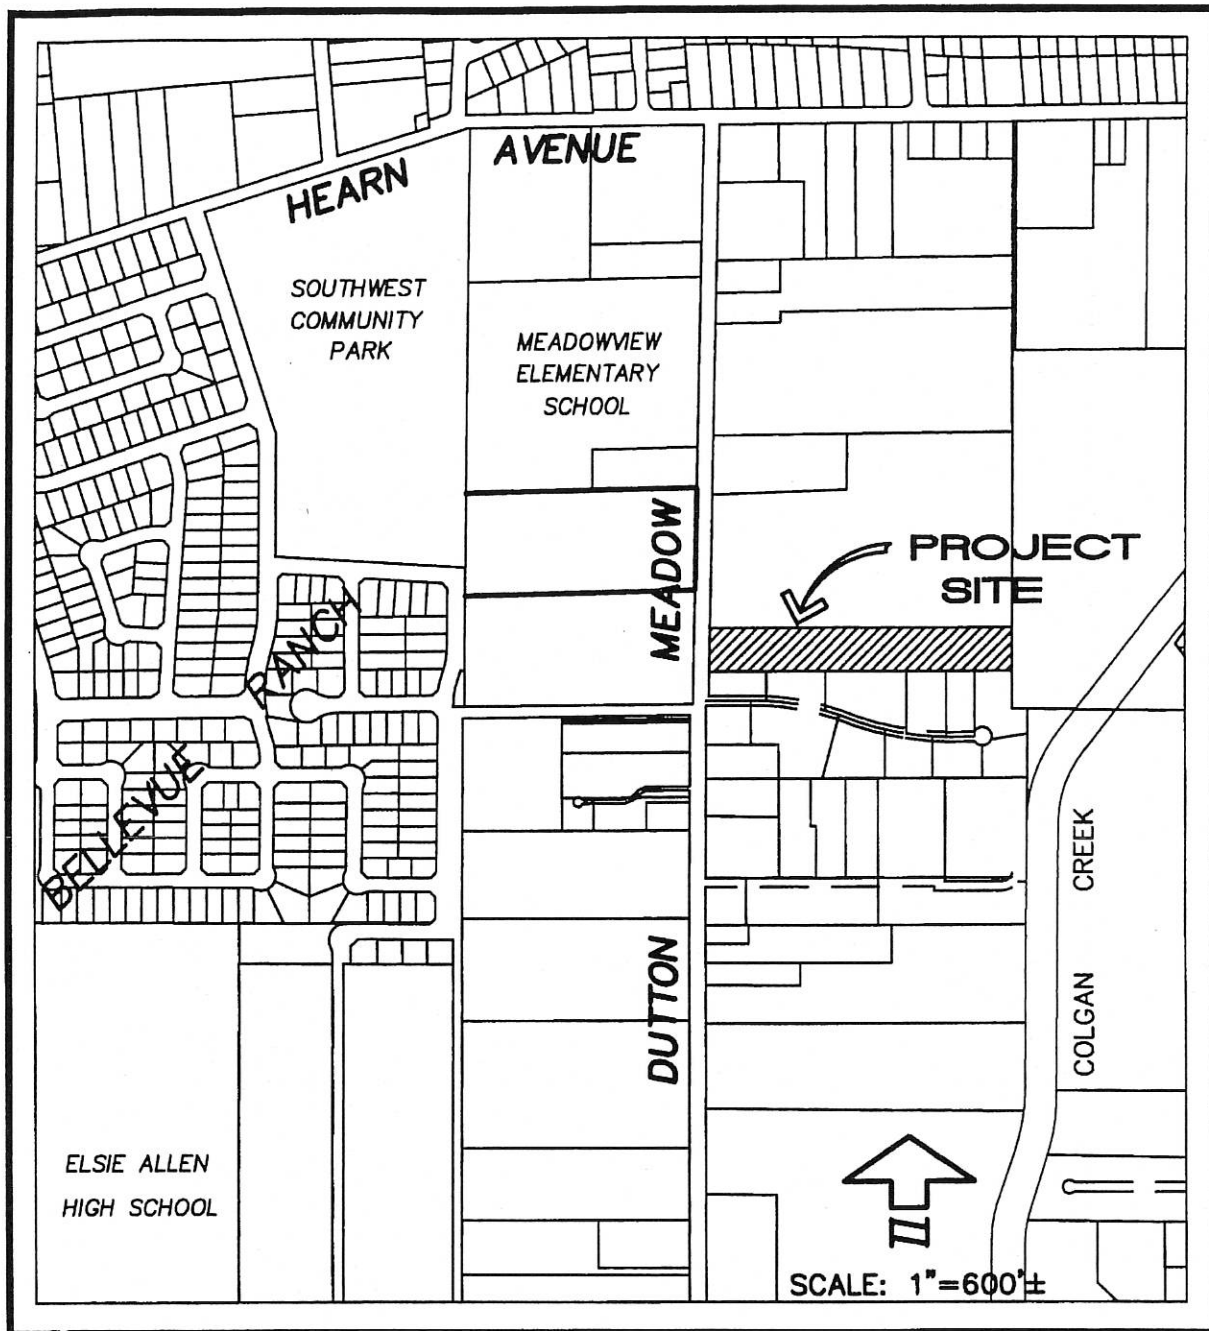 HEARN AVENUE
SOUTHWEST
COMMUNITY
PARK
MEADOWVIEW
ELEMENTARY
SCHOOL
DUTTON MEADOW
PROJECT
SITE
BELLEVUE RANCH
COLGAN CREEK
ELSIE ALLEN
HIGH SCHOOL
N
SCALE: 1"=600'±